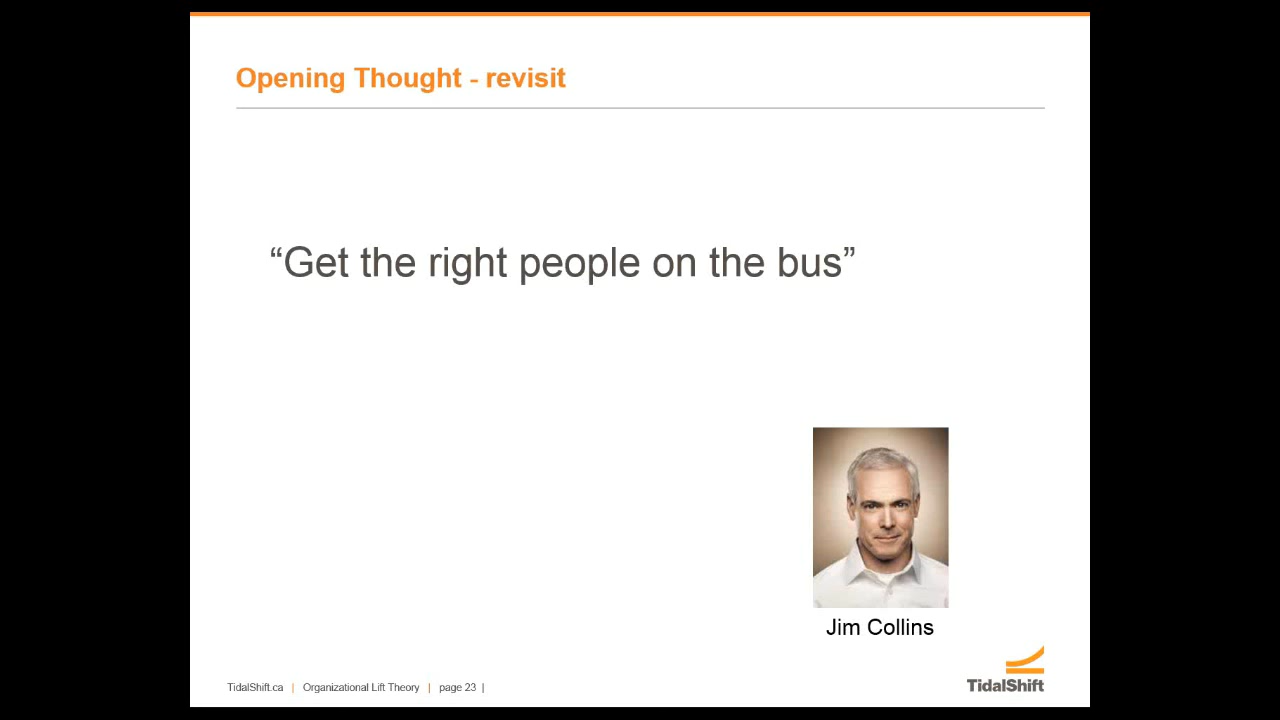 Opening Thought - revisit
“Get the right people on the bus”
Jim Collins
TidalShift.ca | Organizational Lift Theory | page 23 |
TidalShift